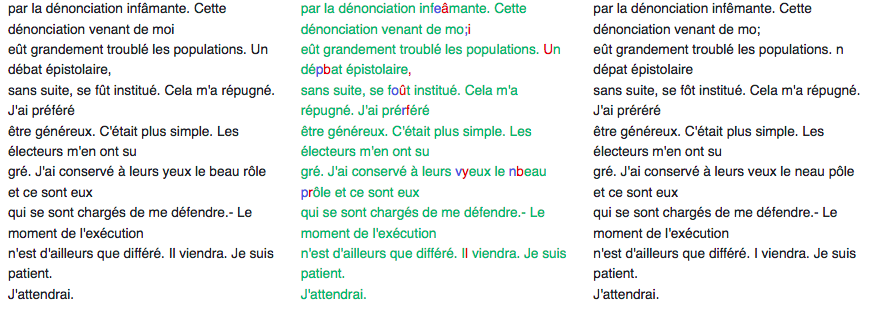 par la dénonciation infâmante. Cette
dénonciation venant de moi
eût grandement troublé les populations. Un
débat épistolaire,
sans suite, se fût institué. Cela m'a répugné.
J'ai préféré
être généreux. C'était plus simple. Les
électeurs m'en ont su
gré. J'ai conservé à leurs yeux le beau rôle
et ce sont eux
qui se sont chargés de me défendre.- Le
moment de l'exécution
n'est d'ailleurs que différé. Il viendra. Je suis
patient.
J'attendrai.
par la dénonciation infeâmante. Cette
dénonciation venant de mo;i
eût grandement troublé les populations. Un
dépbat épistolaire,
sans suite, se foût institué. Cela m'a
répugné. J'ai prérféré
être généreux. C'était plus simple. Les
électeurs m'en ont su
gré. J'ai conservé à leurs vyeux le nbeau
prôle et ce sont eux
qui se sont chargés de me défendre.- Le
moment de l'exécution
n'est d'ailleurs que différé. Il viendra. Je suis
patient.
J'attendrai.
par la dénonciation infâmante. Cette
dénonciation venant de mo;
eût grandement troublé les populations. n
dépat épistolaire
sans suite, se fôt institué. Cela m'a répugné.
J'ai préréré
être généreux. C'était plus simple. Les
électeurs m'en ont su
gré. J'ai conservé à leurs veux le neau pôle
et ce sont eux
qui se sont chargés de me défendre.- Le
moment de l'exécution
n'est d'ailleurs que différé. I viendra. Je suis
patient.
J'attendrai.